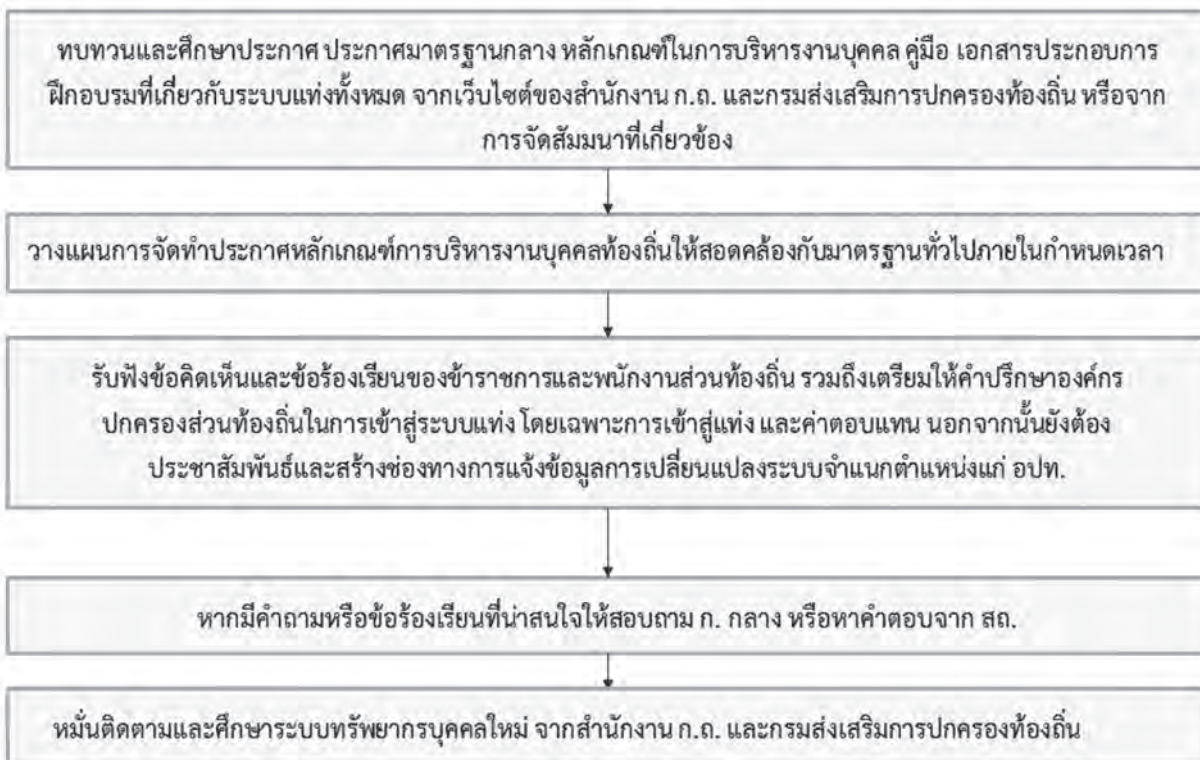 ทบทวนและศึกษาประกาศ ประกาศมาตรฐานกลาง หลักเกณฑ์ในการบริหารงานบุคคล คู่มือ เอกสารประกอบการ
ฝึกอบรมที่เกี่ยวกับระบบแท่งทั้งหมด จากเว็บไซต์ของสำนักงาน ก.ถ. และกรมส่งเสริมการปกครองท้องถิ่น หรือจาก
การจัดสัมมนาที่เกี่ยวข้อง
วางแผนการจัดทำประกาศหลักเกณฑ์การบริหารงานบุคคลท้องถิ่นให้สอดคล้องกับมาตรฐานทั่วไปภายในกำหนดเวลา
รับฟังข้อคิดเห็นและข้อร้องเรียนของข้าราชการและพนักงานส่วนท้องถิ่น รวมถึงเตรียมให้คำปรึกษาองค์กร
ปกครองส่วนท้องถิ่นในการเข้าสู่ระบบแท่ง โดยเฉพาะการเข้าสู่แท่ง และค่าตอบแทน นอกจากนั้นยังต้อง
ประชาสัมพันธ์และสร้างช่องทางการแจ้งข้อมูลการเปลี่ยนแปลงระบบจำแนกตำแหน่งแก่ อปท.
หากมีคำถามหรือข้อร้องเรียนที่น่าสนใจให้สอบถาม ก. กลาง หรือหาคำตอบจาก สถ.
หมั่นติดตามและศึกษาระบบทรัพยากรบุคคลใหม่ จากสำนักงาน ก.ถ. และกรมส่งเสริมการปกครองท้องถิ่น